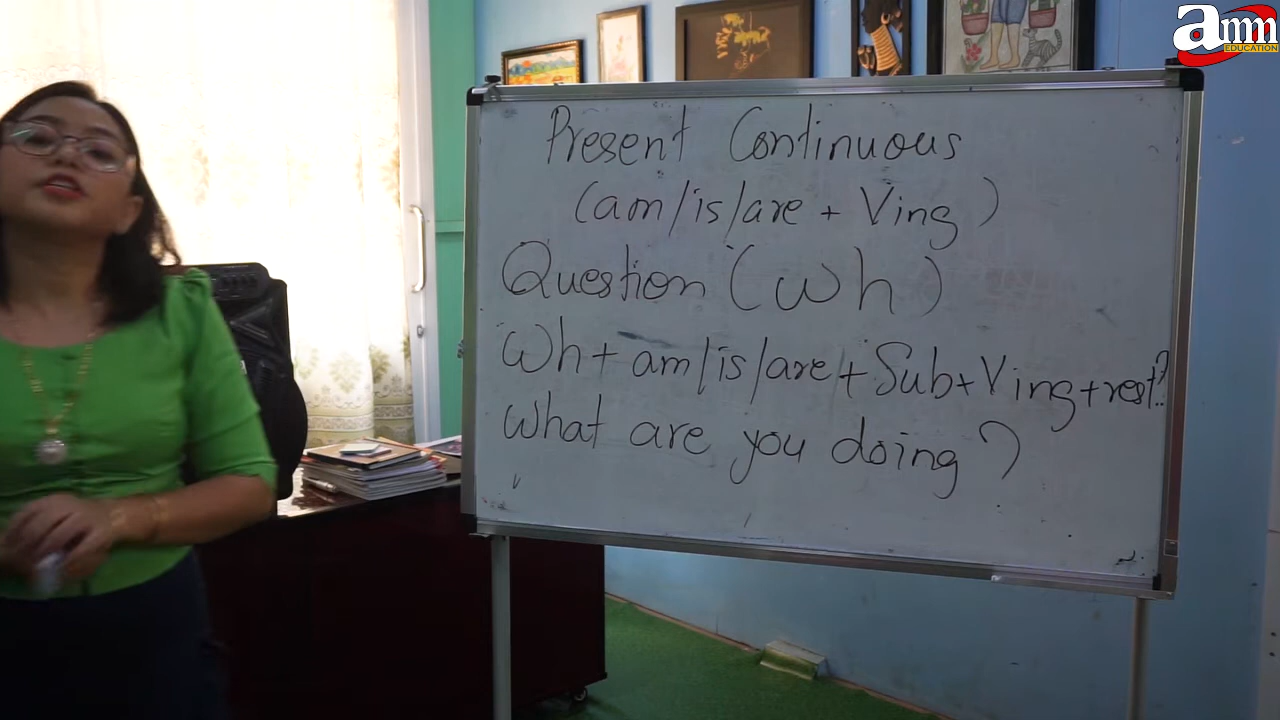 amm
EDUCATION
Present Continuous
(am/is/are + Ving)
Question (Wh)
Wh + am/is/are + Sub + Ving + rest?
What are you doing?